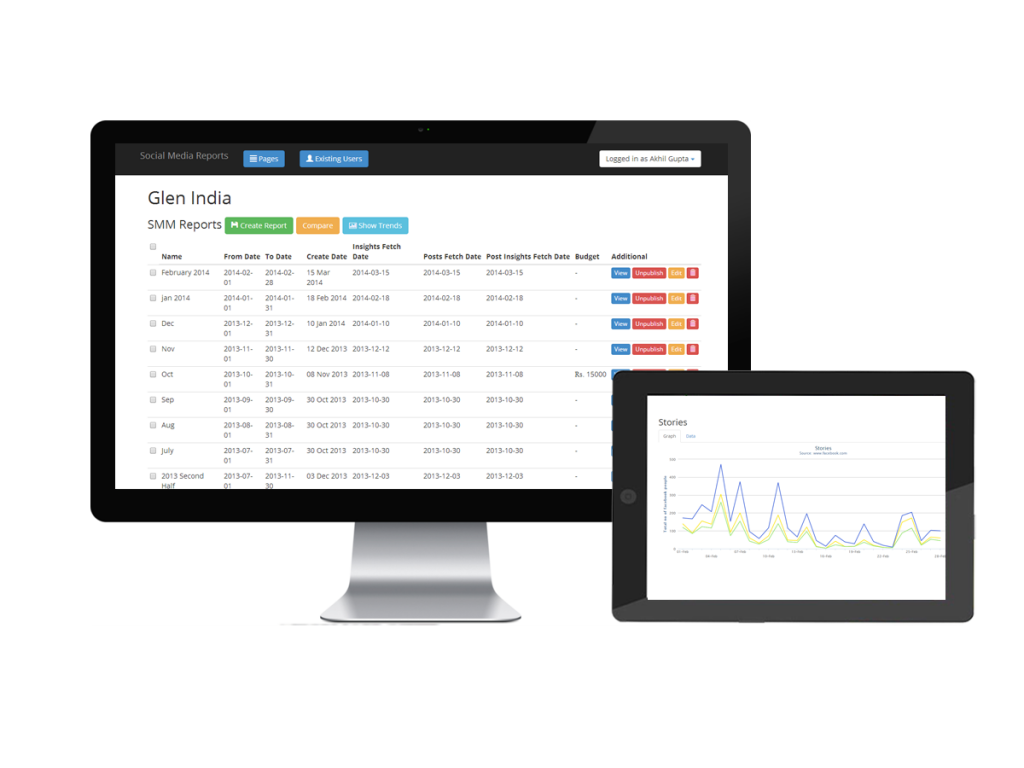 Social Media Reports Pages Existing Users Logged in as Akhil Gupta
Glen India
SMM Reports Create Report Compare Show Trends
Name From Date To Date Create Date Insights Fetch Date Posts Fetch Date Post Insights Fetch Date Budget Additional
February 2014 2014-02-01 2014-02-28 15 Mar 2014 2014-03-15 2014-03-15 2014-03-15 - View Unpublish Edit
Jan 2014 2014-01-01 2014-01-31 18 Feb 2014 2014-02-18 2014-02-18 2014-02-18 - View Unpublish Edit
Dec 2013-12-01 2013-12-31 10 Jan 2014 2014-01-10 2014-01-10 2014-01-10 - View Unpublish Edit
Nov 2013-11-01 2013-11-30 12 Dec 2013 2013-12-12 2013-12-12 2013-12-12 - View Unpublish Edit
Oct 2013-10-01 2013-10-31 08 Nov 2013 2013-11-08 2013-11-08 2013-11-08 Rs. 15000
Sep 2013-09-01 2013-09-30 30 Oct 2013 2013-10-30 2013-10-30 2013-10-30 -
Aug 2013-08-01 2013-08-31 30 Oct 2013 2013-10-30 2013-10-30 2013-10-30 -
July 2013-07-01 2013-07-31 30 Oct 2013 2013-10-30 2013-10-30 2013-10-30 -
2013 Second Half 2013-07-01 2013-11-30 03 Dec 2013 2013-12-03 2013-12-03 2013-12-03 -
Stories
Graph Data
Stories
Source: www.facebook.com
Total no of facebook people